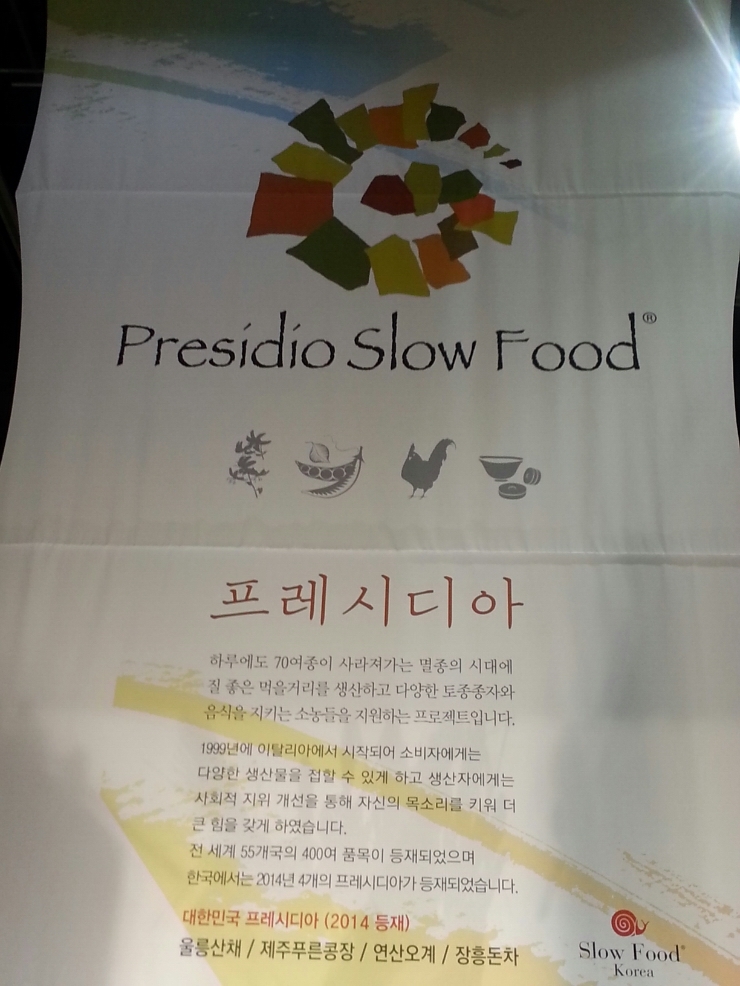 Presidio Slow Food®
프레시디아
하루에도 70여종이 사라져가는 멸종의 시대에
질 좋은 먹을거리를 생산하고 다양한 토종종자와
음식을 지키는 소농들을 지원하는 프로젝트입니다.
1999년에 이탈리아에서 시작되어 소비자에게는
다양한 생산물을 접할 수 있게 하고 생산자에게는
사회적 지위 개선을 통해 자신의 목소리를 키워 더
큰 힘을 갖게 하였습니다.
전 세계 55개국의 400여 품목이 등재되었으며
한국에서는 2014년 4개의 프레시디아가 등재되었습니다.
대한민국 프레시디아 (2014 등재)
울릉산채 / 제주푸른콩장 / 연산오계 / 장흥돈차
Slow Food®
Korea